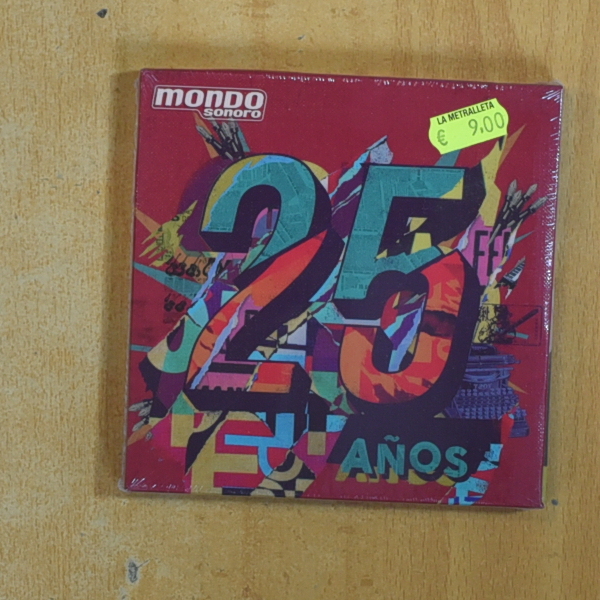 MONDO
sonoro
LA METRALLETA
€ 9,00
25
AÑOS